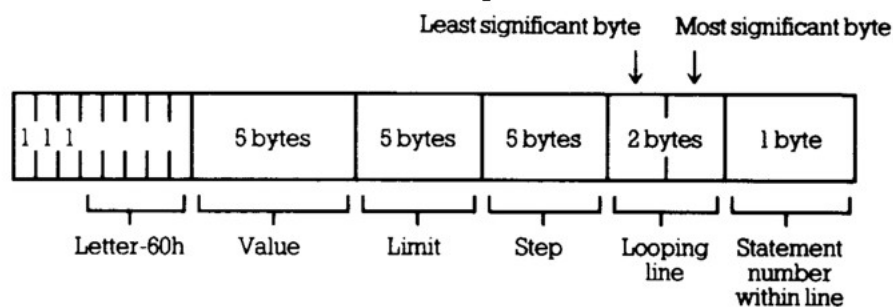 Least significant byte Most significant byte
1 1 1 5 bytes 5 bytes 5 bytes 2 bytes 1 byte
Letter-60h Value Limit Step Looping line Statement number within line